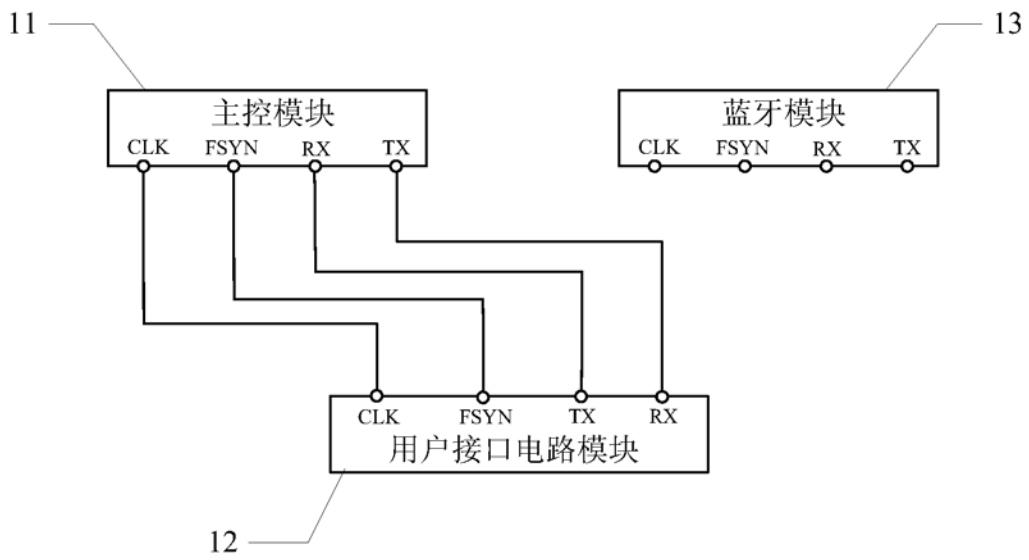 11
13
主控模块
CLK FSYN RX TX
蓝牙模块
CLK FSYN RX TX
CLK FSYN TX RX
用户接口电路模块
12